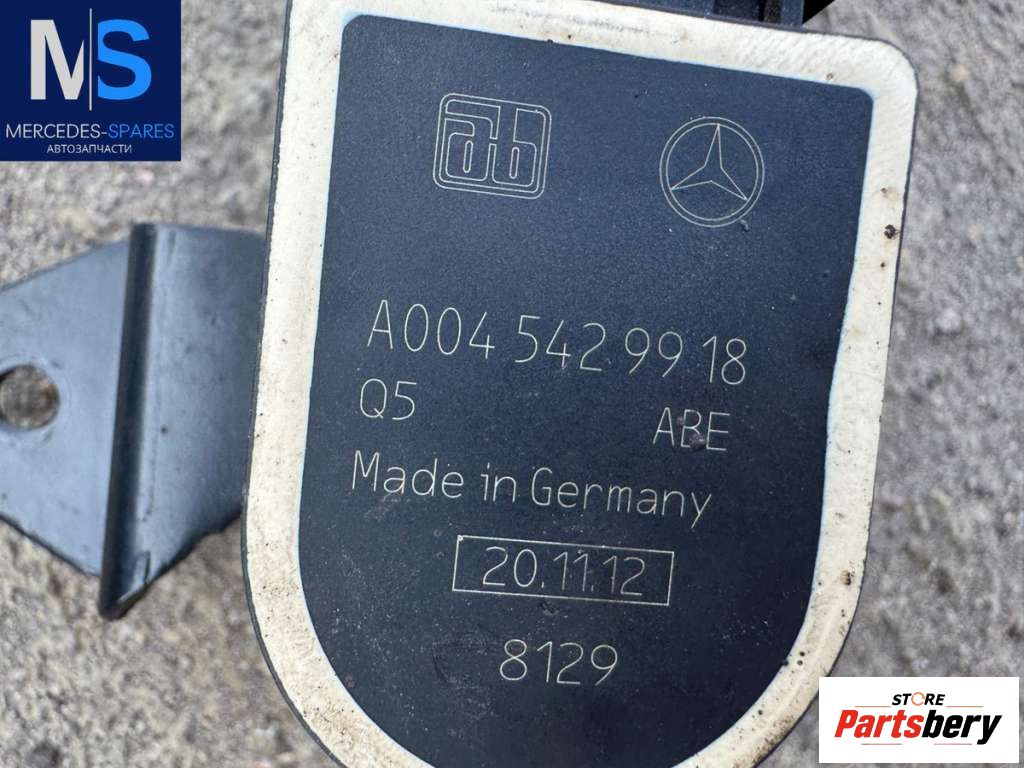 MS
MERCEDES-SPARES
АВТОЗАПЧАСТИ
ab
A004 542 99 18
Q5 ABE
Made in Germany
20.11.12
8129
STORE
Partsbery